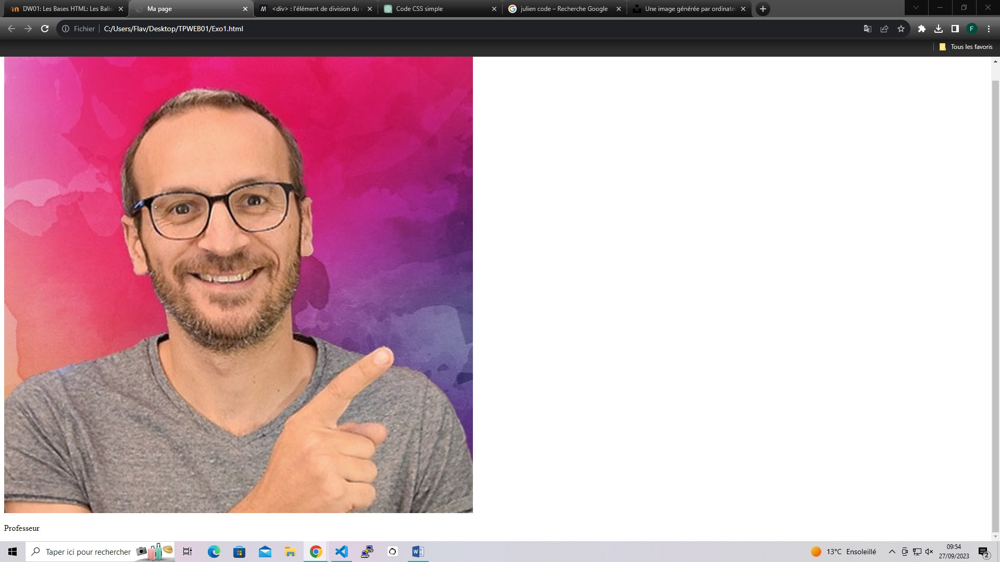 DW01: Les Bases HTML: Les Balis
Ma page
<div> : l'élément de division du c
Code CSS simple
julien code – Recherche Google
Une image générée par ordinate
Fichier
C:/Users/Flav/Desktop/TPWEB01/Exo1.html
F
Tous les favoris
Professeur
Taper ici pour rechercher
13°C Ensoleillé
09:54
27/09/2023
2